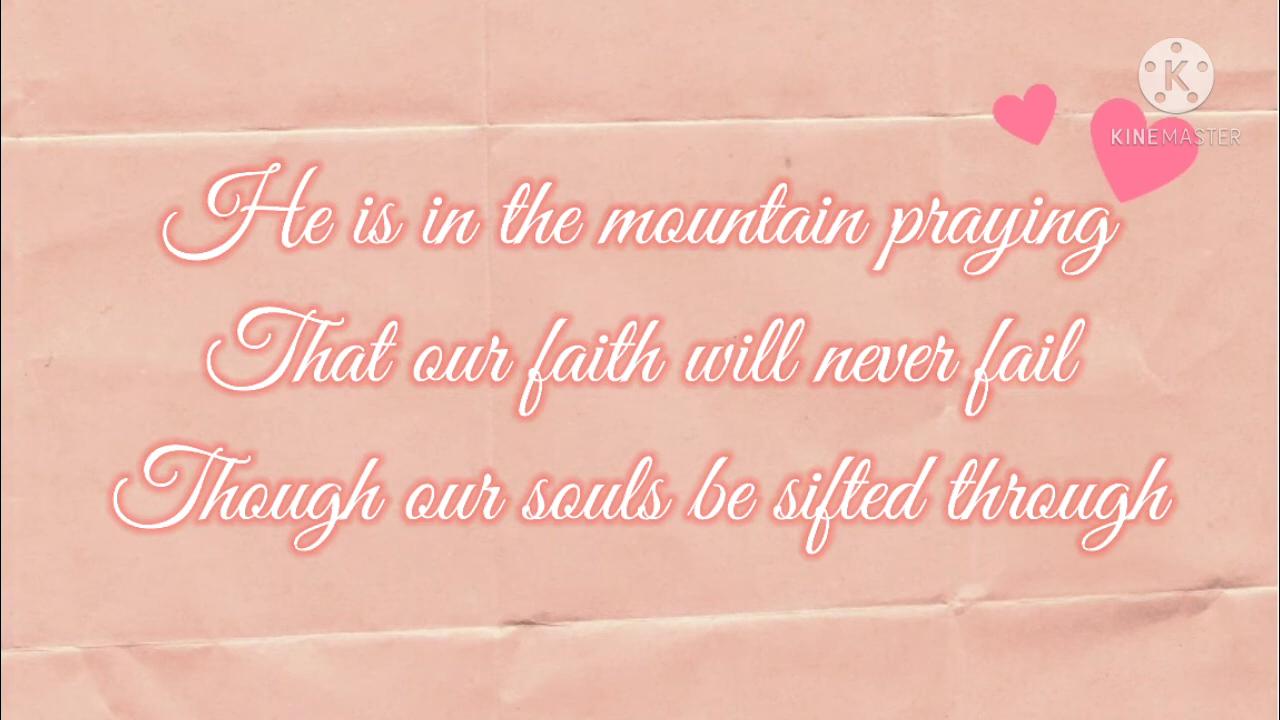 K
KINEMASTER
He is in the mountain praying
That our faith will never fail
Though our souls be sifted through